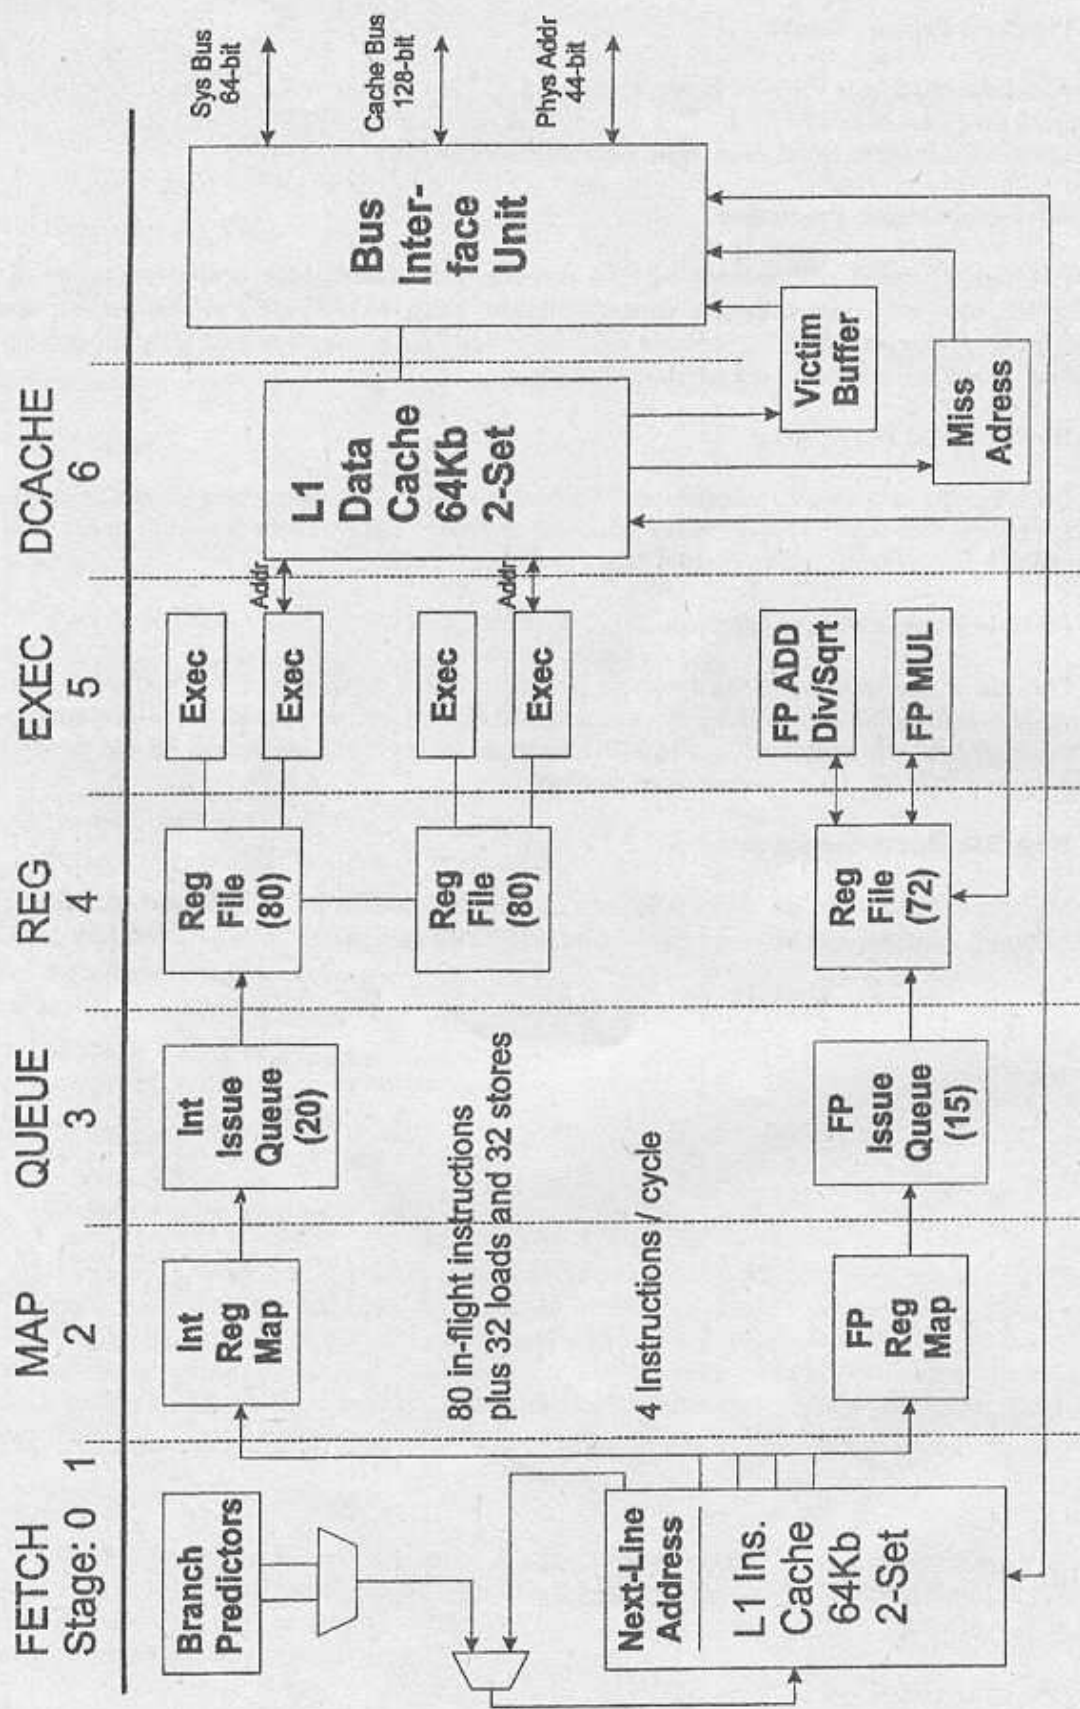 FETCH
MAP
QUEUE
REG
EXEC
DCACHE
Stage: 0
1
2
3
4
5
6
Branch
Predictors
Int
Reg
Map
Int
Issue
Queue
(20)
Reg
File
(80)
Exec
Exec
Addr
Reg
File
(80)
Exec
Exec
Addr
L1
Data
Cache
64Kb
2-Set
Bus
Inter-
face
Unit
Sys Bus
64-bit
Cache Bus
128-bit
Phys Addr
44-bit
80 in-flight instructions
plus 32 loads and 32 stores
4 Instructions / cycle
Next-Line
Address
L1 Ins.
Cache
64Kb
2-Set
FP
Reg
Map
FP
Issue
Queue
(15)
Reg
File
(72)
FP ADD
Div/Sqrt
FP MUL
Victim
Buffer
Miss
Adress